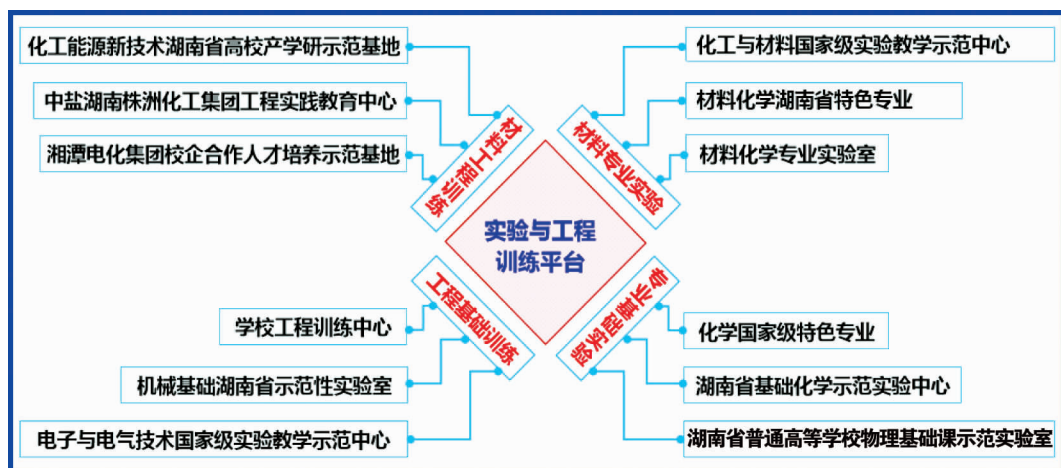 化工能源新技术湖南省高校产学研示范基地
中盐湖南株洲化工集团工程实践教育中心
湘潭电化集团校企合作人才培养示范基地
材料工程训练
化工与材料国家级实验教学示范中心
材料化学湖南省特色专业
材料化学专业实验室
材料专业实验
实验与工程
训练平台
工程基础训练
学校工程训练中心
机械基础湖南省示范性实验室
电子与电气技术国家级实验教学示范中心
专业基础实验
化学国家级特色专业
湖南省基础化学示范实验中心
湖南省普通高等学校物理基础课示范实验室